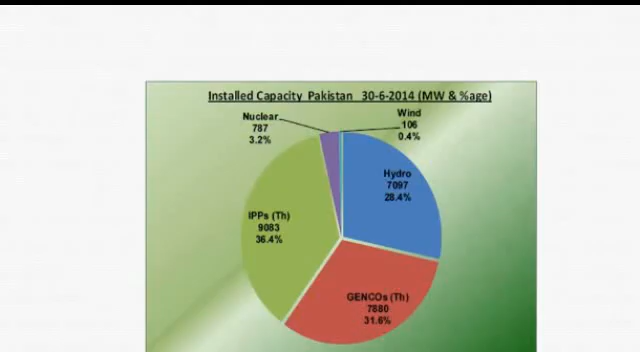 Installed Capacity Pakistan 30-6-2014 (MW & %age)
Nuclear
787
3.2%
Wind
106
0.4%
Hydro
7097
28.4%
IPPs (Th)
9083
36.4%
GENCOs (Th)
7880
31.6%